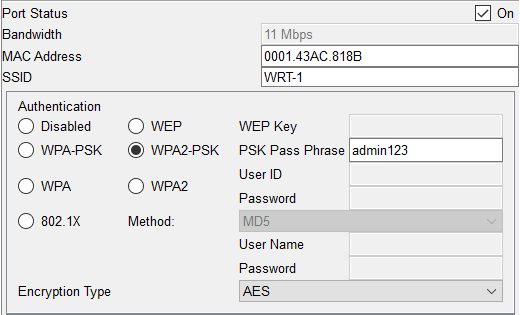 Port Status On
Bandwidth 11 Mbps
MAC Address 0001.43AC.818B
SSID WRT-1
Authentication
Disabled WEP WEP Key
WPA-PSK WPA2-PSK PSK Pass Phrase admin123
User ID
WPA WPA2 Password
802.1X Method: MD5
User Name
Password
Encryption Type AES